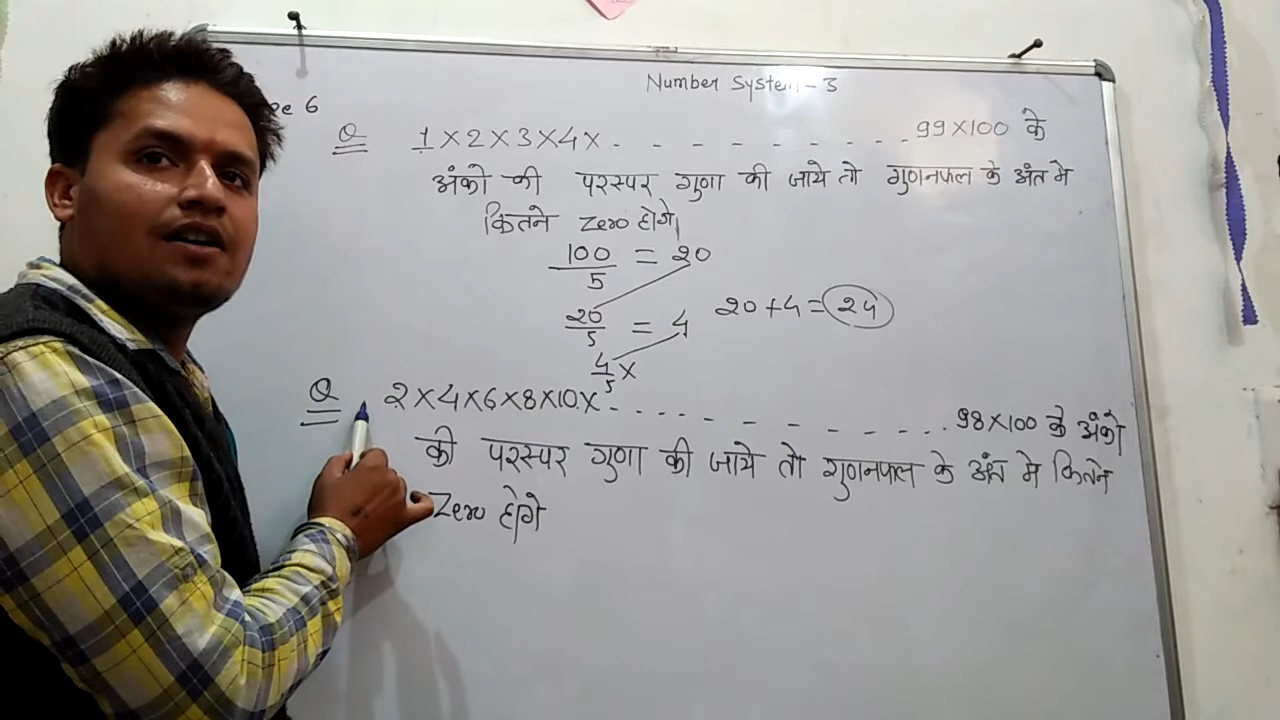 Number System - 3
pe 6
Q 1×2×3×4×- - - - - - - - - - -99×100 के
अंको की परस्पर गुणा की जाये तो गुणनफल के अंत मे
कितने Zero होगे।
100/5 = 20
20/5 = 4 20+4=24
4/5 ×
Q 2×4×6×8×10×- - - - - - - - - - - -98×100 के अंको
की परस्पर गुणा की जाये तो गुणनफल के अंत मे कितने
Zero होगे